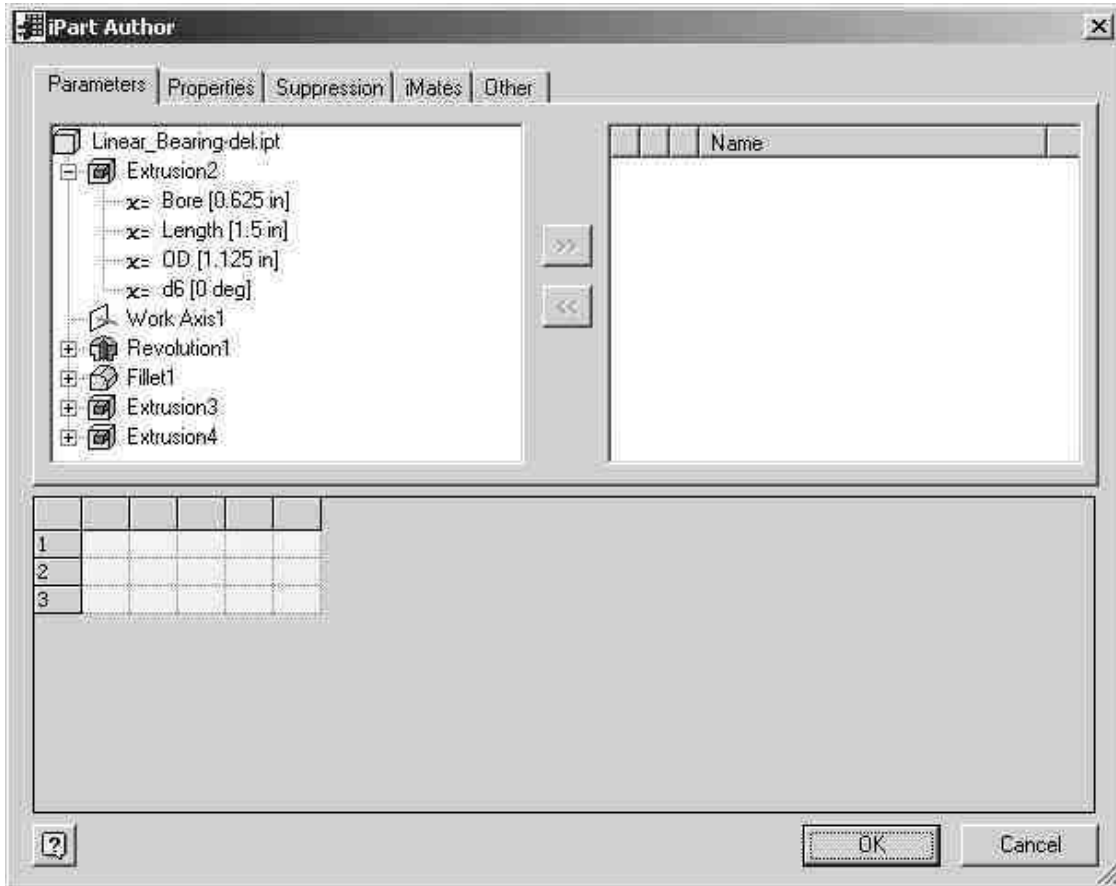 iPart Author
Parameters Properties Suppression iMates Other
Linear_Bearing-del.ipt
Extrusion2
x= Bore [0.625 in]
x= Length [1.5 in]
x= OD [1.125 in]
x= d6 [0 deg]
Work Axis1
Revolution1
Fillet1
Extrusion3
Extrusion4
>>
<<
Name
1
2
3
?
OK Cancel